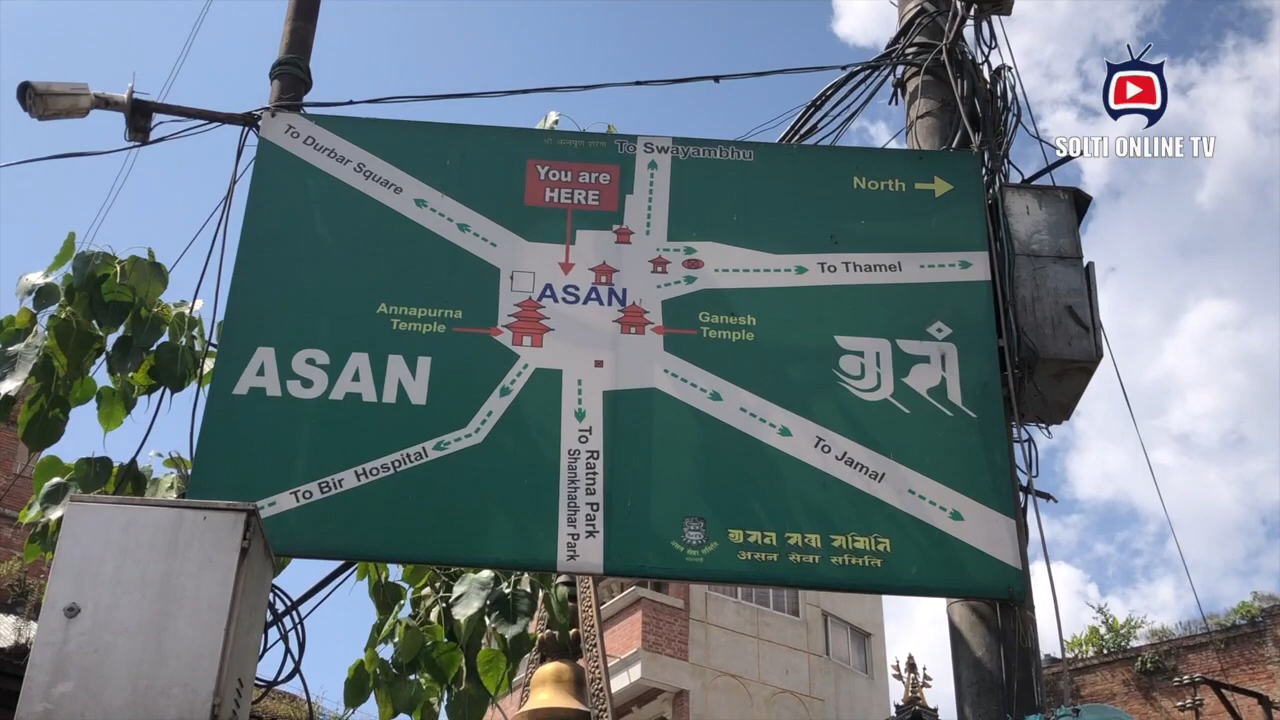 SOLTI ONLINE TV
To Durbar Square
To Swayambhu
You are
HERE
North
To Thamel
ASAN
Annapurna
Temple
Ganesh
Temple
ASAN
To Jamal
To Bir Hospital
To Ratna Park
Shankhadhar Park
असन सेवा समिति